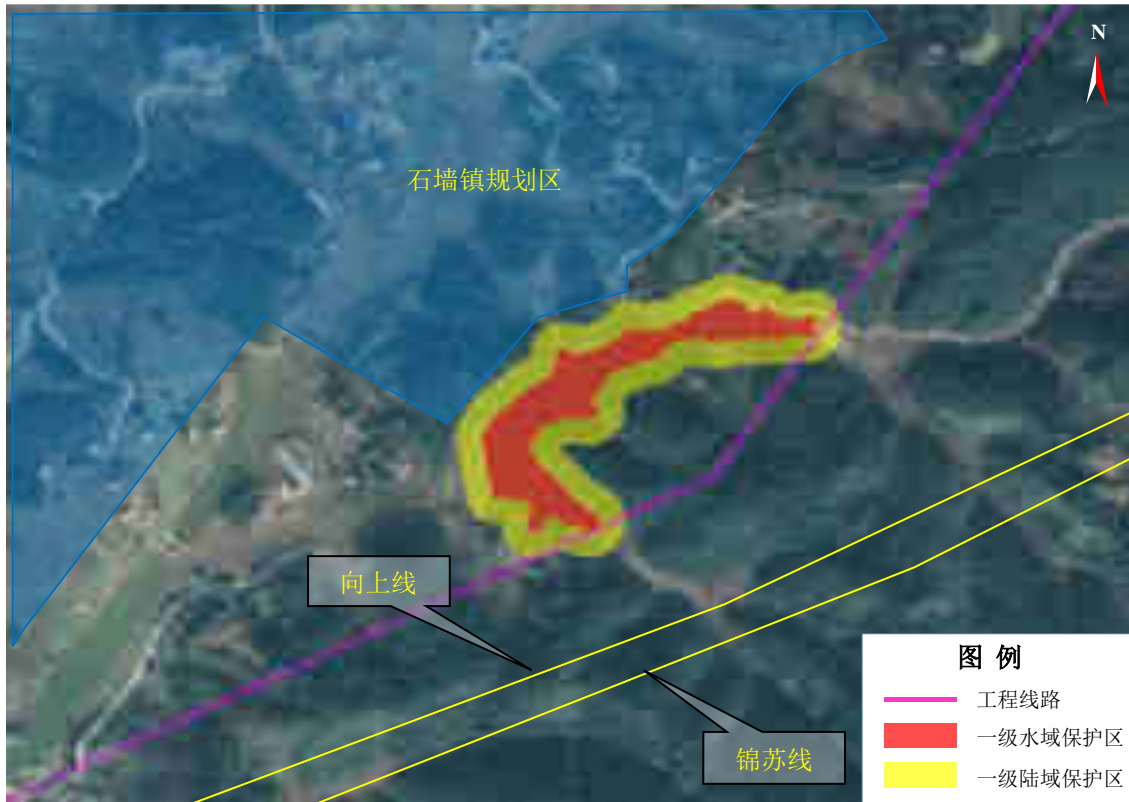 N
石墙镇规划区
向上线
锦苏线
图 例
工程线路
一级水域保护区
一级陆域保护区